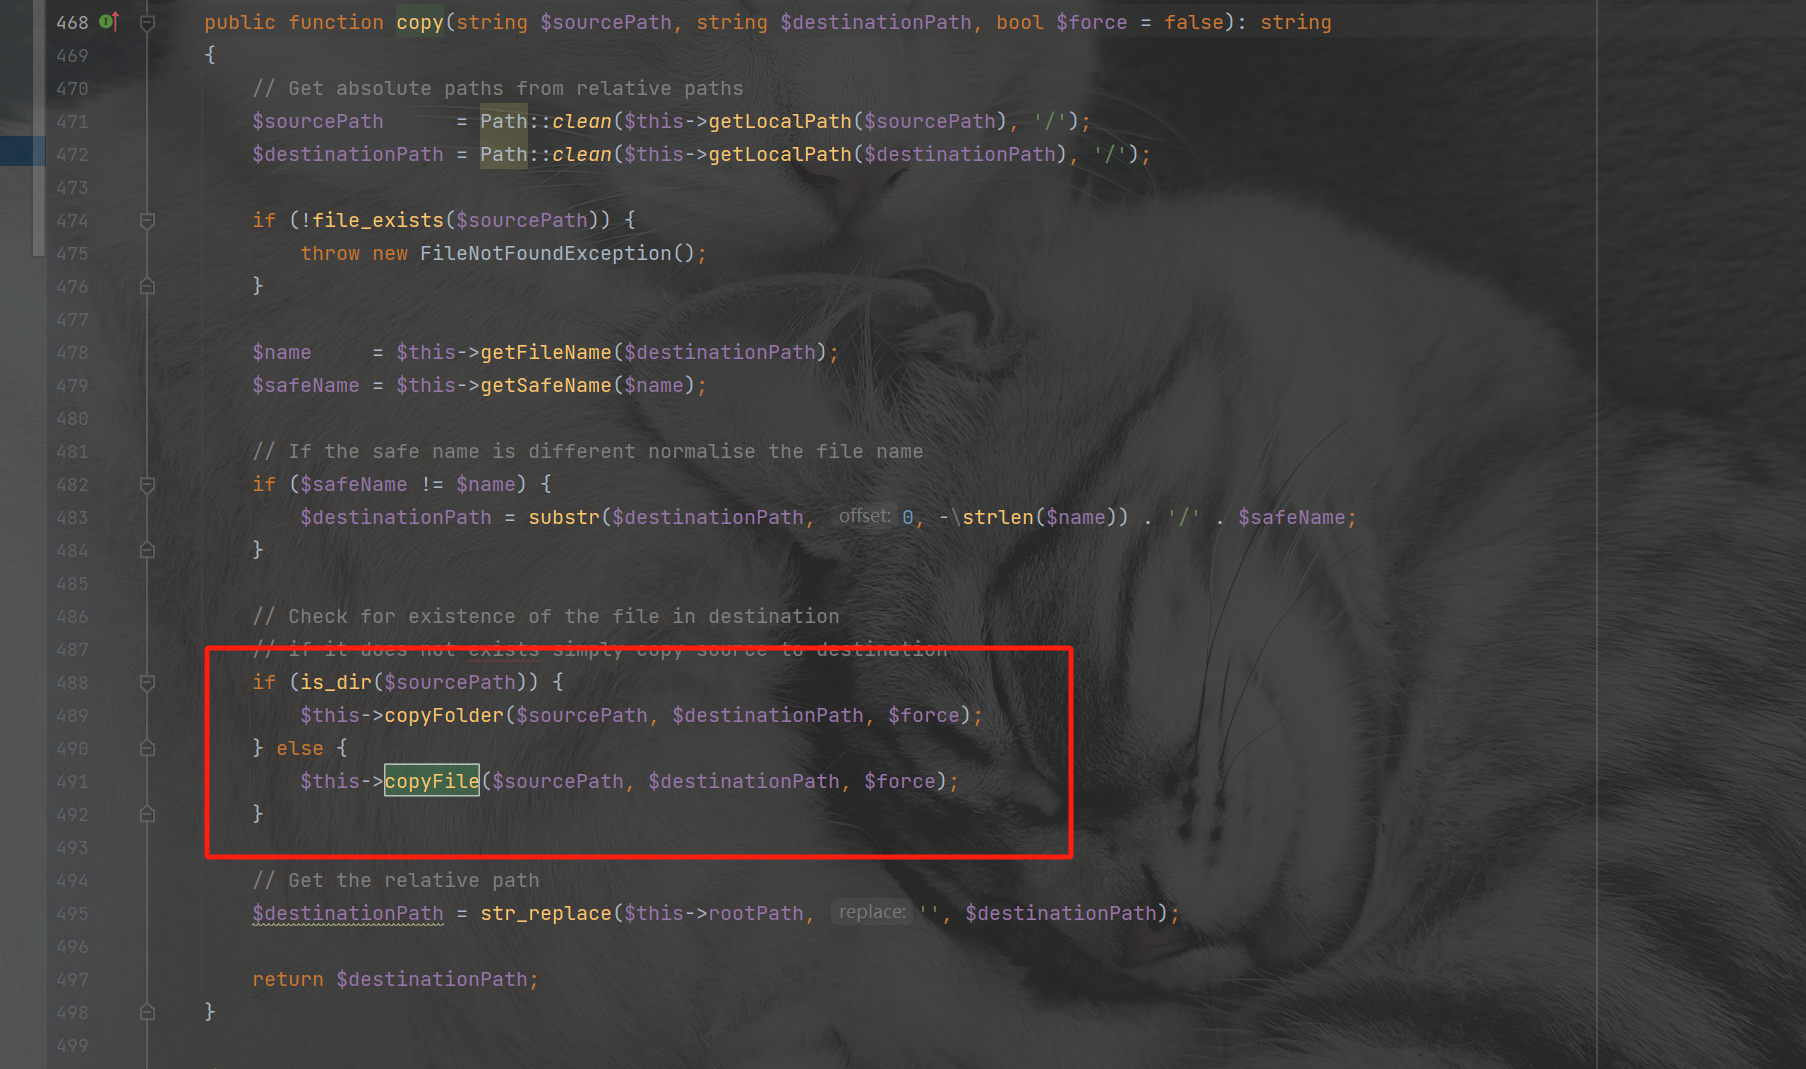 468 public function copy(string $sourcePath, string $destinationPath, bool $force = false): string
469 {
470 // Get absolute paths from relative paths
471 $sourcePath      = Path::clean($this->getLocalPath($sourcePath), '/');
472 $destinationPath = Path::clean($this->getLocalPath($destinationPath), '/');
473
474 if (!file_exists($sourcePath)) {
475 throw new FileNotFoundException();
476 }
477
478 $name     = $this->getFileName($destinationPath);
479 $safeName = $this->getSafeName($name);
480
481 // If the safe name is different normalise the file name
482 if ($safeName != $name) {
483 $destinationPath = substr($destinationPath, offset: 0, -\strlen($name)) . '/' . $safeName;
484 }
485
486 // Check for existence of the file in destination
487 // if it does not exists simply copy source to destination
488 if (is_dir($sourcePath)) {
489 $this->copyFolder($sourcePath, $destinationPath, $force);
490 } else {
491 $this->copyFile($sourcePath, $destinationPath, $force);
492 }
493
494 // Get the relative path
495 $destinationPath = str_replace($this->rootPath, replace: '', $destinationPath);
496
497 return $destinationPath;
498 }
499